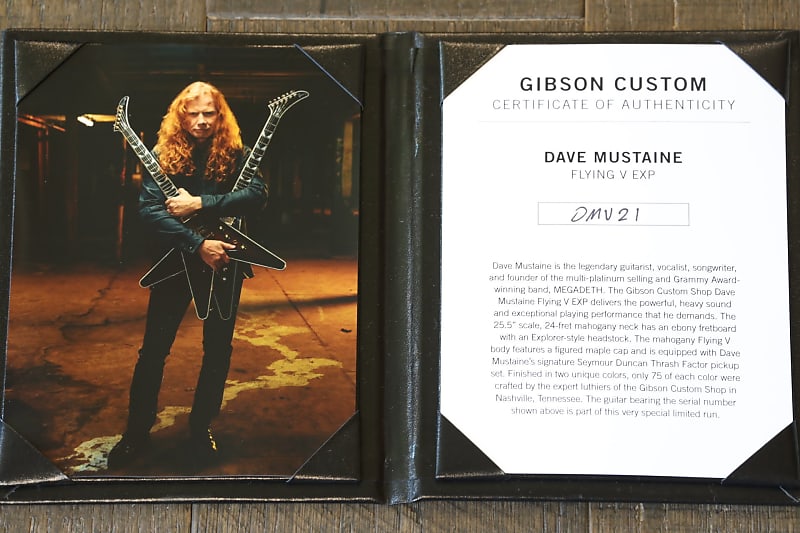 GIBSON CUSTOM
CERTIFICATE OF AUTHENTICITY
DAVE MUSTAINE
FLYING V EXP
DMV21
Dave Mustaine is the legendary guitarist, vocalist, songwriter,
and founder of the multi-platinum selling and Grammy Award-
winning band, MEGADETH. The Gibson Custom Shop Dave
Mustaine Flying V EXP delivers the powerful, heavy sound
and exceptional playing performance that he demands. The
25.5" scale, 24-fret mahogany neck has an ebony fretboard
with an Explorer-style headstock. The mahogany Flying V
body features a figured maple cap and is equipped with Dave
Mustaine's signature Seymour Duncan Thrash Factor pickup
set. Finished in two unique colors, only 75 of each color were
crafted by the expert luthiers of the Gibson Custom Shop in
Nashville, Tennessee. The guitar bearing the serial number
shown above is part of this very special limited run.